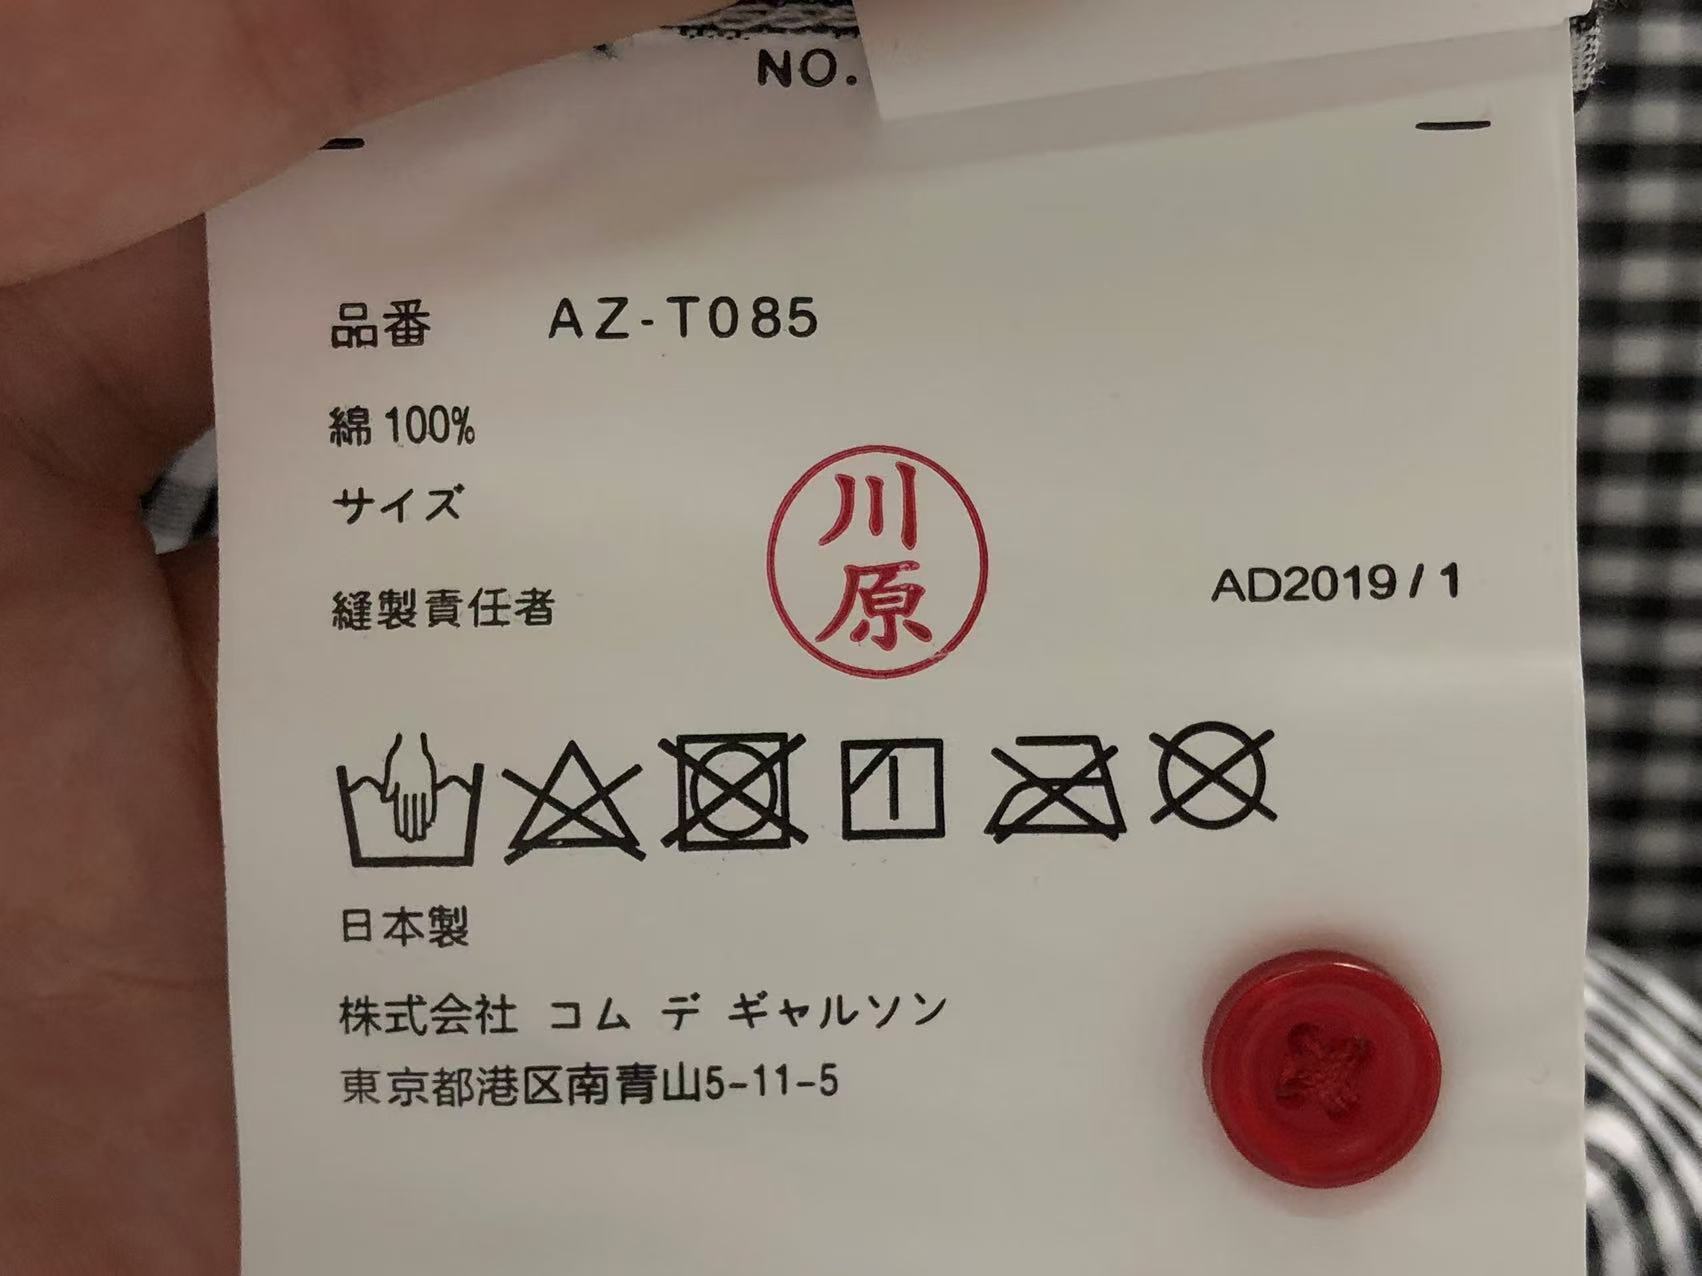 NO.
品番 AZ-T085
綿 100%
サイズ
川原
縫製責任者
AD2019 / 1
日本製
株式会社 コム デ ギャルソン
東京都港区南青山5-11-5